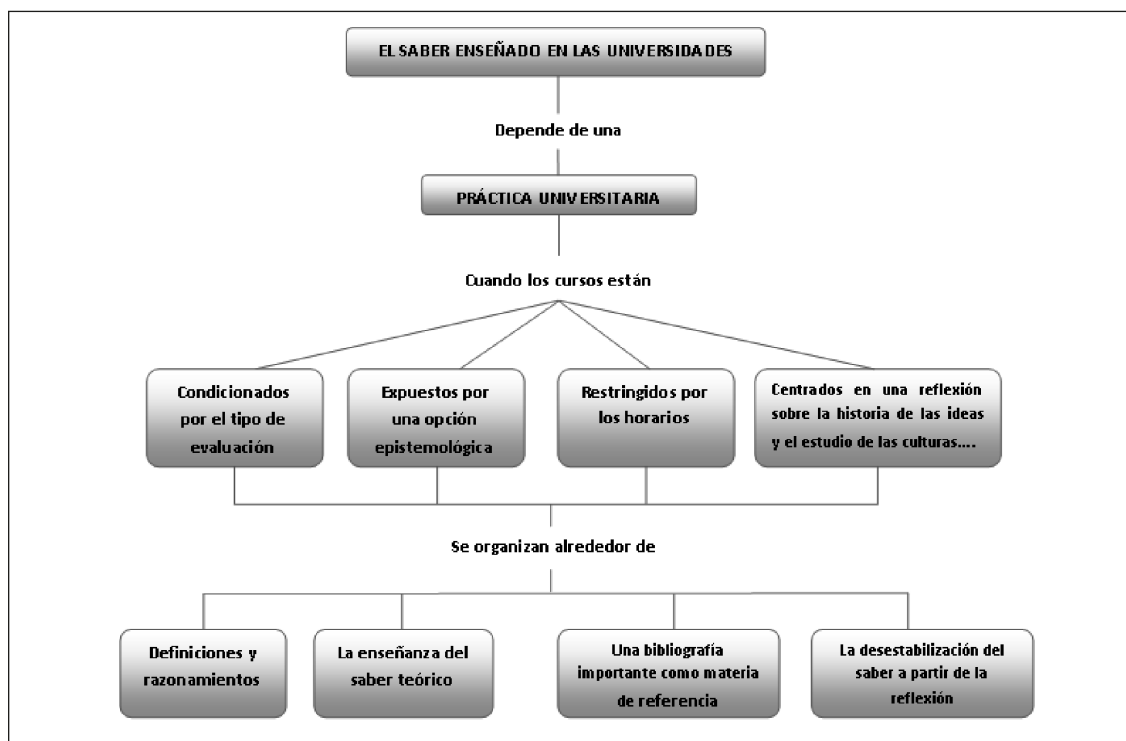 EL SABER ENSEÑADO EN LAS UNIVERSIDADES
Depende de una
PRÁCTICA UNIVERSITARIA
Cuando los cursos están
Condicionados
por el tipo de
evaluación
Expuestos por
una opción
epistemológica
Restringidos por
los horarios
Centrados en una reflexión
sobre la historia de las ideas
y el estudio de las culturas....
Se organizan alrededor de
Definiciones y
razonamientos
La enseñanza del
saber teórico
Una bibliografía
importante como materia
de referencia
La desestabilización del
saber a partir de la
reflexión